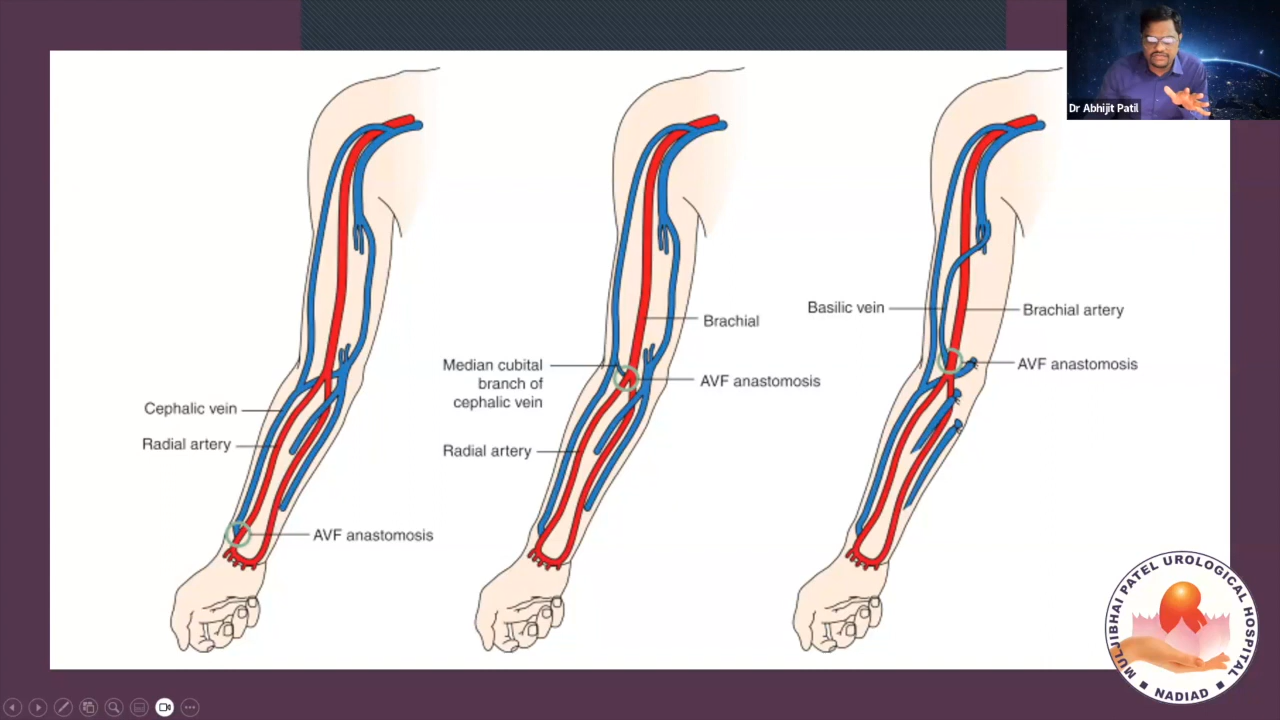 Dr Abhijit Patil
Cephalic vein
Radial artery
AVF anastomosis
Brachial
Median cubital
branch of
cephalic vein
AVF anastomosis
Radial artery
Basilic vein
Brachial artery
AVF anastomosis
MULJIBHAI PATEL UROLOGICAL HOSPITAL
NADIAD